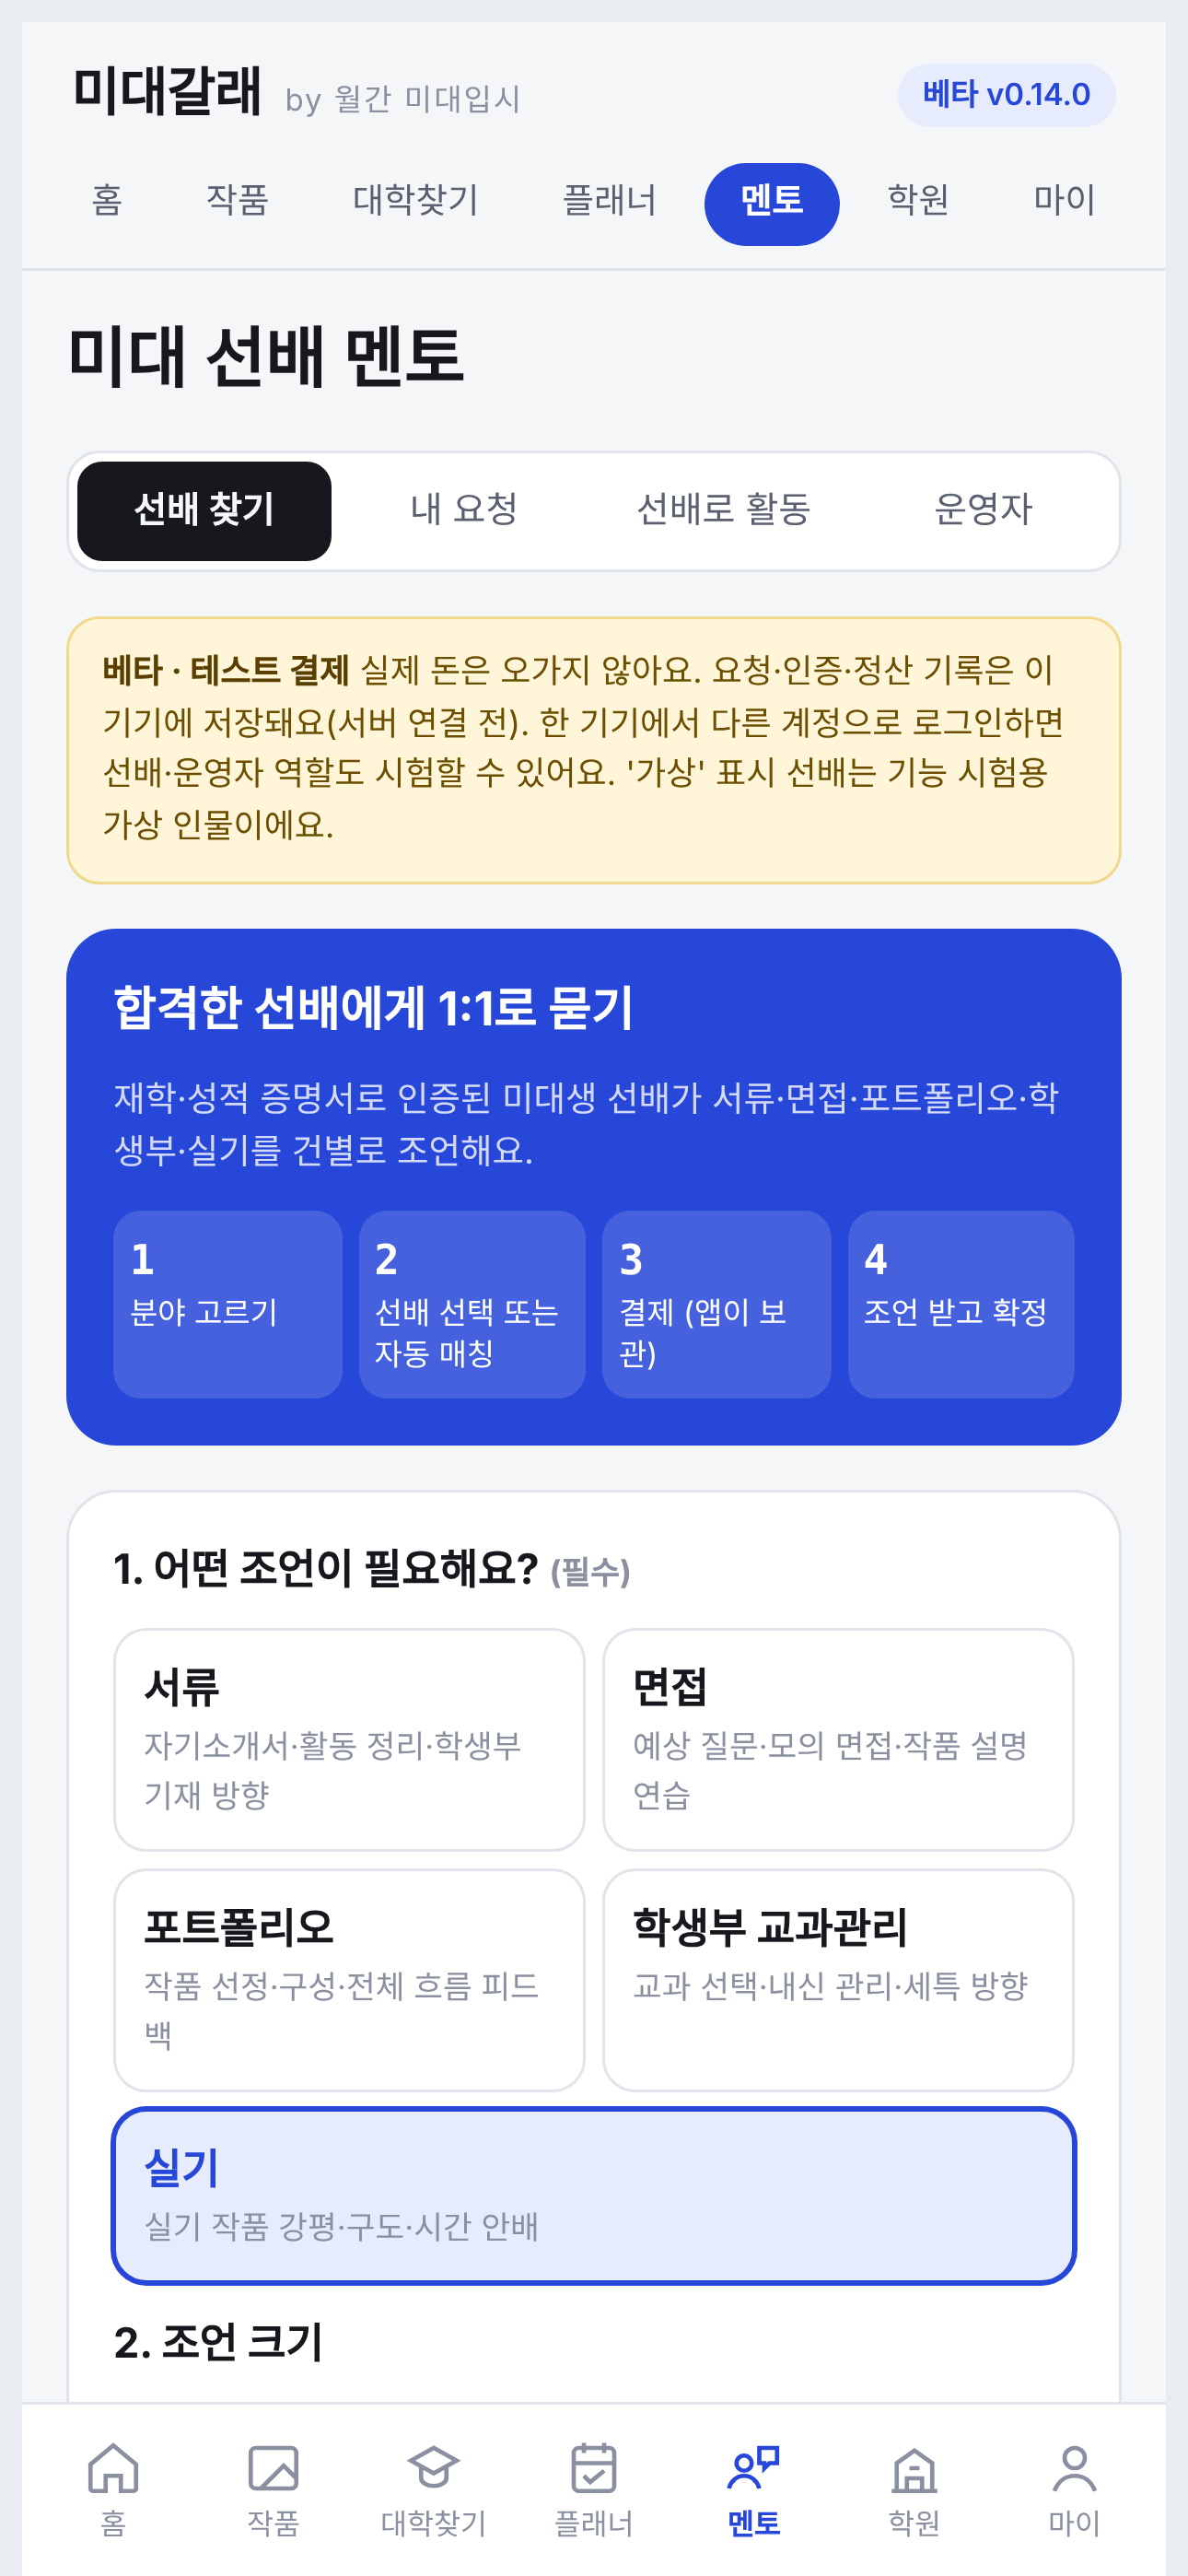 미대갈래 by 월간 미대입시
베타 v0.14.0
홈 작품 대학찾기 플래너 멘토 학원 마이
미대 선배 멘토
선배 찾기 내 요청 선배로 활동 운영자
베타 · 테스트 결제 실제 돈은 오가지 않아요. 요청·인증·정산 기록은 이
기기에 저장돼요(서버 연결 전). 한 기기에서 다른 계정으로 로그인하면
선배·운영자 역할도 시험할 수 있어요. '가상' 표시 선배는 기능 시험용
가상 인물이에요.
합격한 선배에게 1:1로 묻기
재학·성적 증명서로 인증된 미대생 선배가 서류·면접·포트폴리오·학
생부·실기를 건별로 조언해요.
1
분야 고르기
2
선배 선택 또는
자동 매칭
3
결제 (앱이 보
관)
4
조언 받고 확정
1. 어떤 조언이 필요해요? (필수)
서류
자기소개서·활동 정리·학생부
기재 방향
면접
예상 질문·모의 면접·작품 설명
연습
포트폴리오
작품 선정·구성·전체 흐름 피드
백
학생부 교과관리
교과 선택·내신 관리·세특 방향
실기
실기 작품 강평·구도·시간 안배
2. 조언 크기
홈 작품 대학찾기 플래너 멘토 학원 마이